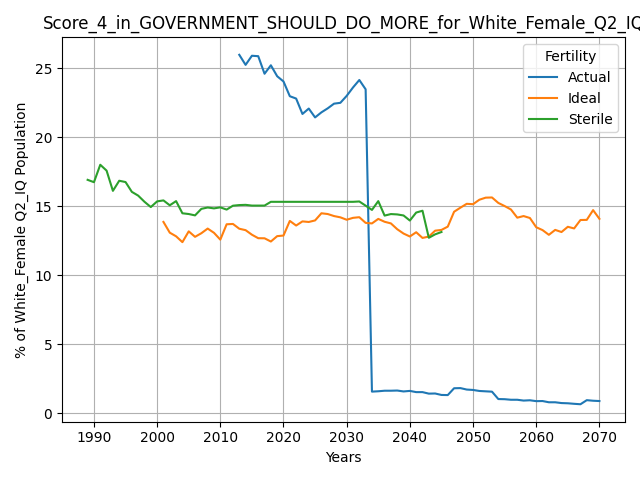 Score_4_in_GOVERNMENT_SHOULD_DO_MORE_for_White_Female_Q2_IQ
Fertility
Actual
Ideal
Sterile
% of White_Female Q2_IQ Population
25
20
15
10
5
0
1990 2000 2010 2020 2030 2040 2050 2060 2070
Years